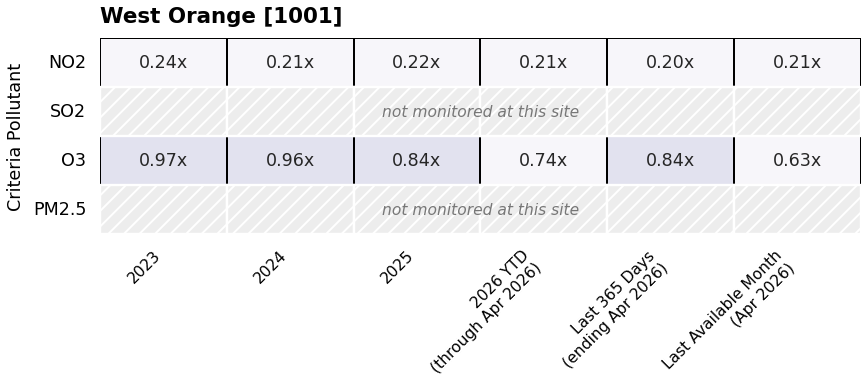 West Orange [1001]
Criteria Pollutant
NO2 0.24x 0.21x 0.22x 0.21x 0.20x 0.21x
SO2 not monitored at this site
O3 0.97x 0.96x 0.84x 0.74x 0.84x 0.63x
PM2.5 not monitored at this site
2023
2024
2025
2026 YTD
(through Apr 2026)
Last 365 Days
(ending Apr 2026)
Last Available Month
(Apr 2026)